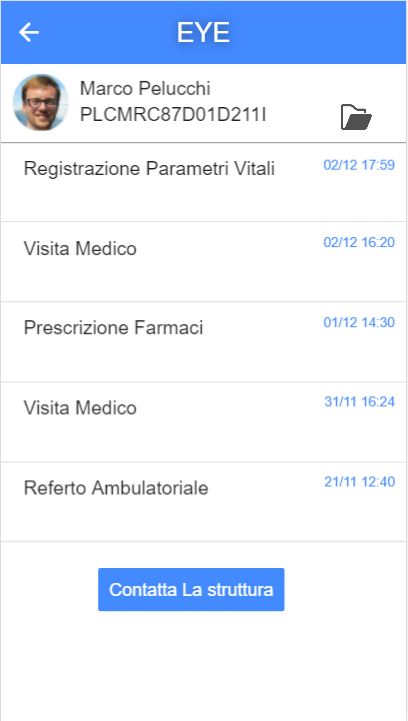 EYE
Marco Pelucchi
PLCMRC87D01D211I
Registrazione Parametri Vitali 02/12 17:59
Visita Medico 02/12 16:20
Prescrizione Farmaci 01/12 14:30
Visita Medico 31/11 16:24
Referto Ambulatoriale 21/11 12:40
Contatta La struttura